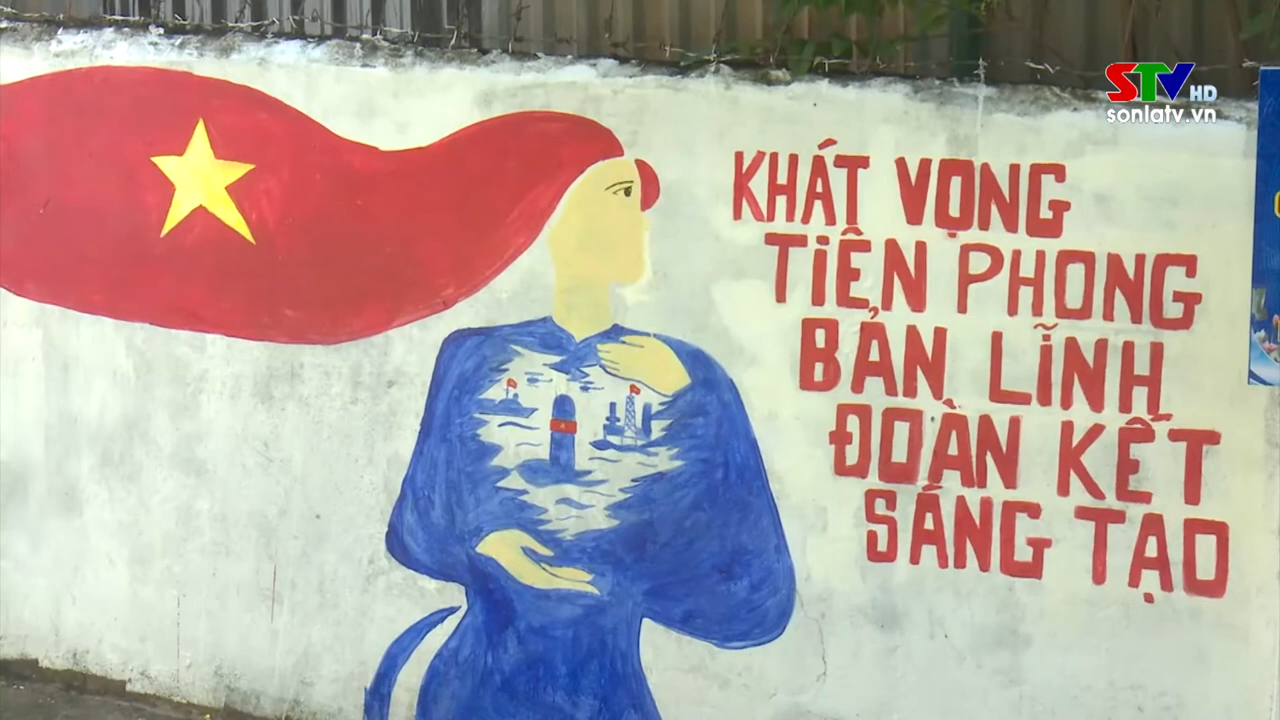 STV HD
sonlatv.vn
KHÁT VỌNG
TIÊN PHONG
BẢN LĨNH
ĐOÀN KẾT
SÁNG TẠO